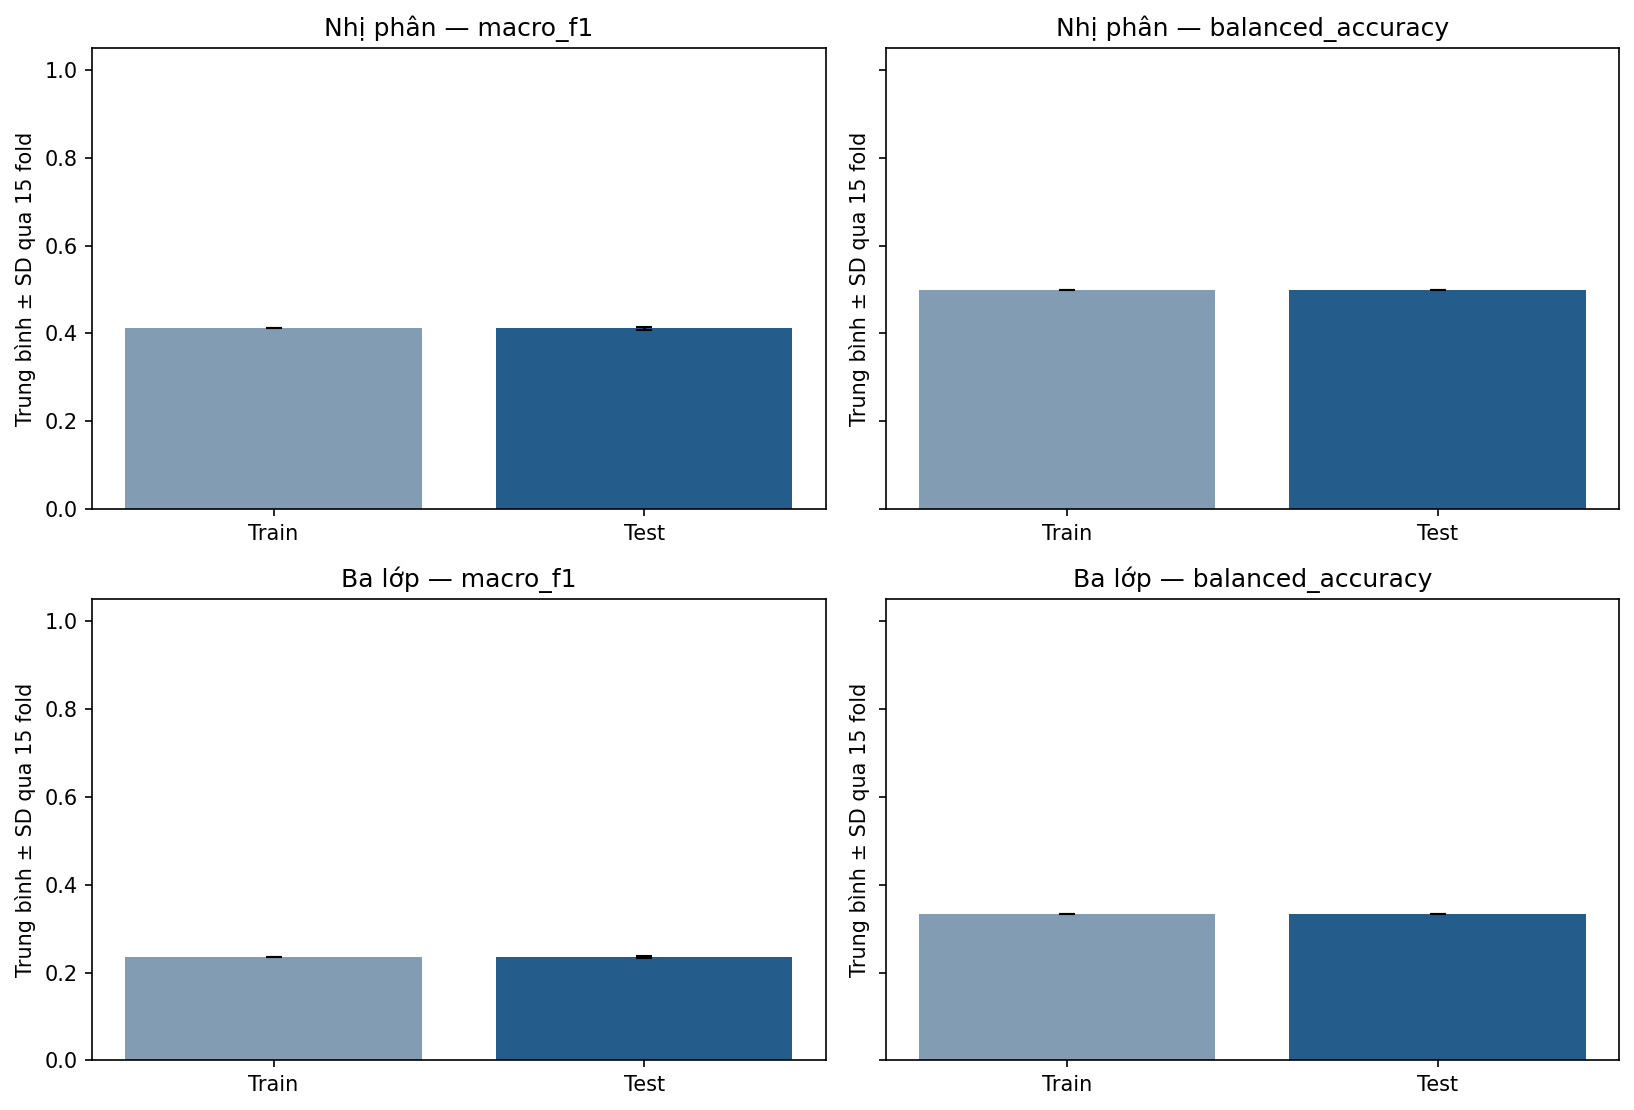 Nhị phân — macro_f1
Trung bình ± SD qua 15 fold
1.0
0.8
0.6
0.4
0.2
0.0
Train
Test
Nhị phân — balanced_accuracy
Trung bình ± SD qua 15 fold
Train
Test
Ba lớp — macro_f1
Trung bình ± SD qua 15 fold
1.0
0.8
0.6
0.4
0.2
0.0
Train
Test
Ba lớp — balanced_accuracy
Trung bình ± SD qua 15 fold
Train
Test